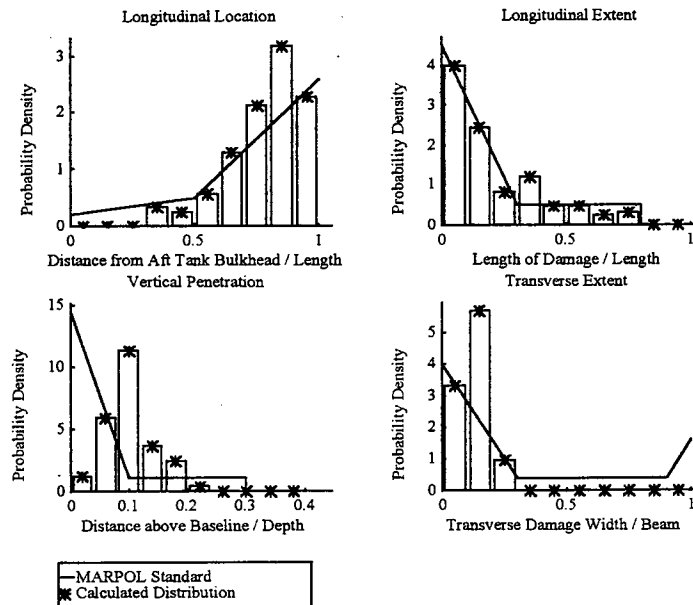 Longitudinal Location
Probability Density
3
2
1
0
0
0.5
1
Distance from Aft Tank Bulkhead / Length
Longitudinal Extent
Probability Density
4
3
2
1
0
0
0.5
1
Length of Damage / Length
Vertical Penetration
Probability Density
15
10
5
0
0
0.1
0.2
0.3
0.4
Distance above Baseline / Depth
Transverse Extent
Probability Density
5
4
3
2
1
0
0
0.5
1
Transverse Damage Width / Beam
MARPOL Standard
Calculated Distribution